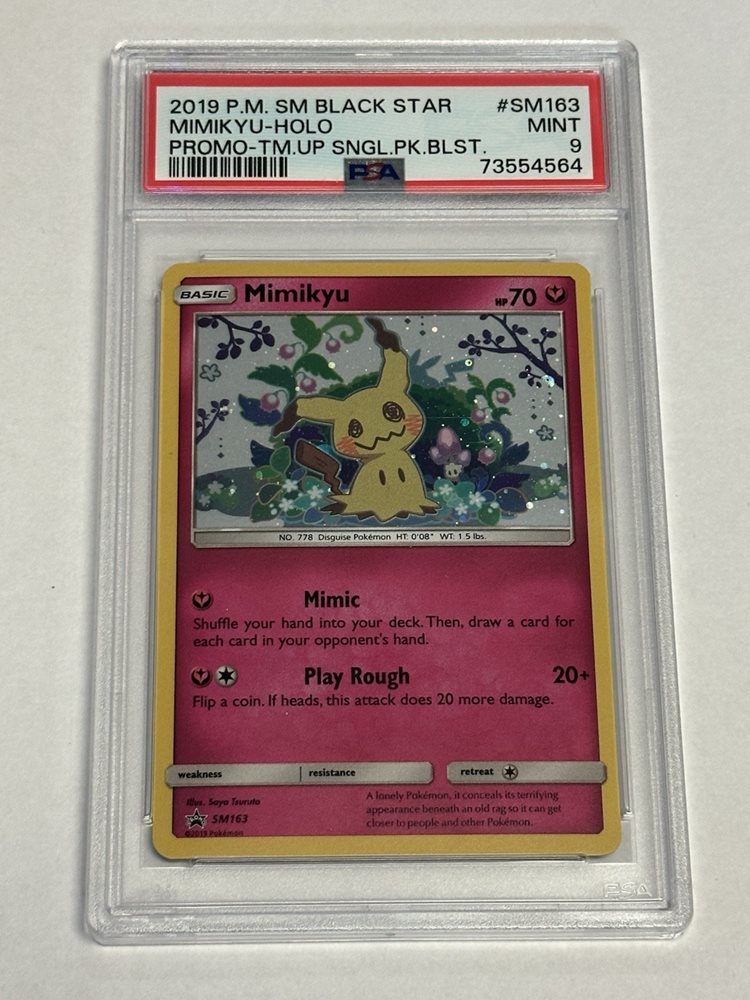 2019 P.M. SM BLACK STAR #SM163
MIMIKYU-HOLO MINT
PROMO-TM.UP SNGL.PK.BLST. 9
PSA 73554564
BASIC Mimikyu HP 70
NO. 778 Disguise Pokémon HT: 0'08" WT: 1.5 lbs.
Mimic
Shuffle your hand into your deck. Then, draw a card for
each card in your opponent's hand.
Play Rough 20+
Flip a coin. If heads, this attack does 20 more damage.
weakness resistance retreat
Illus. Saya Tsuruta
SM163
©2019 Pokémon
A lonely Pokémon, it conceals its terrifying
appearance beneath an old rag so it can get
closer to people and other Pokémon.
PSA